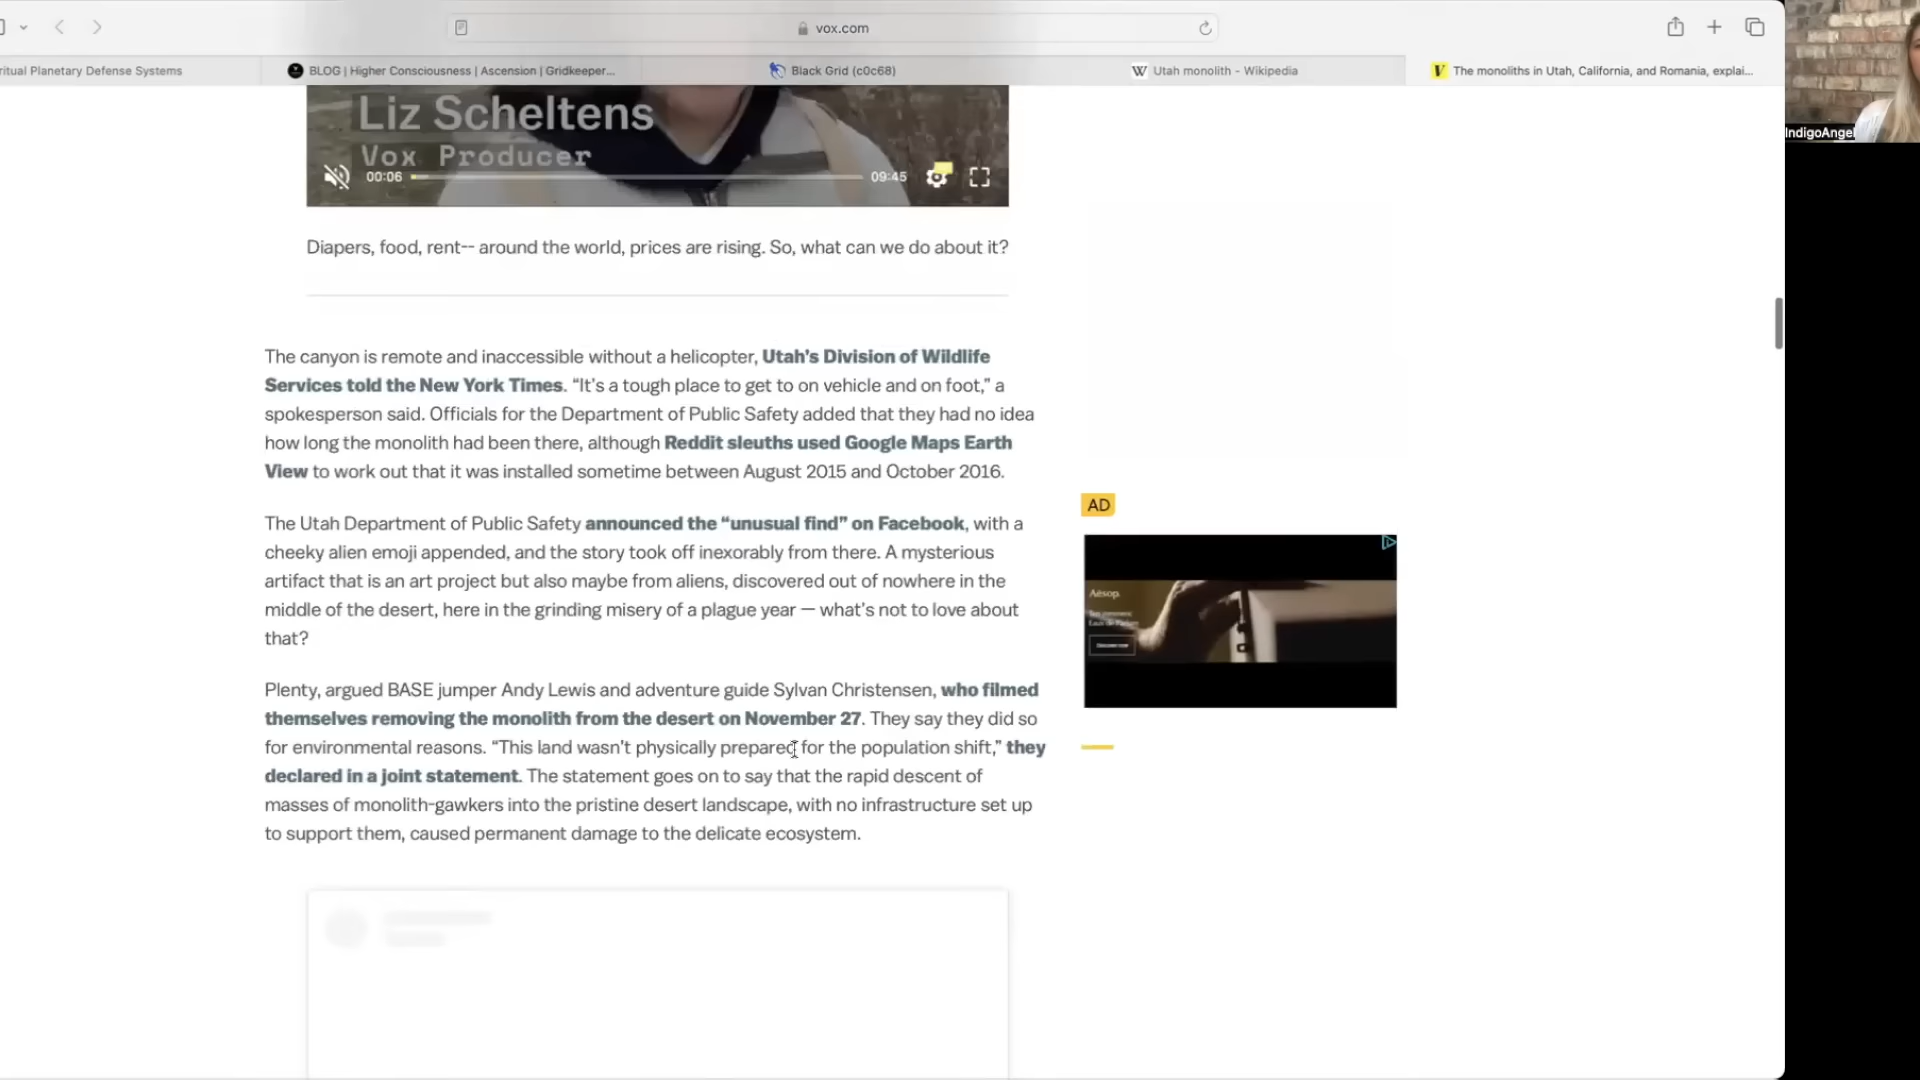 vox.com
ritual Planetary Defense Systems
BLOG | Higher Consciousness | Ascension | Gridkeeper...
Black Grid (c0c68)
Utah monolith - Wikipedia
The monoliths in Utah, California, and Romania, explai...
IndigoAngel
Liz Scheltens
Vox Producer
00:06
09:45
Diapers, food, rent-- around the world, prices are rising. So, what can we do about it?
The canyon is remote and inaccessible without a helicopter, Utah's Division of Wildlife
Services told the New York Times. “It's a tough place to get to on vehicle and on foot,” a
spokesperson said. Officials for the Department of Public Safety added that they had no idea
how long the monolith had been there, although Reddit sleuths used Google Maps Earth
View to work out that it was installed sometime between August 2015 and October 2016.
The Utah Department of Public Safety announced the “unusual find” on Facebook, with a
cheeky alien emoji appended, and the story took off inexorably from there. A mysterious
artifact that is an art project but also maybe from aliens, discovered out of nowhere in the
middle of the desert, here in the grinding misery of a plague year — what's not to love about
that?
Plenty, argued BASE jumper Andy Lewis and adventure guide Sylvan Christensen, who filmed
themselves removing the monolith from the desert on November 27. They say they did so
for environmental reasons. “This land wasn't physically prepared for the population shift,” they
declared in a joint statement. The statement goes on to say that the rapid descent of
masses of monolith-gawkers into the pristine desert landscape, with no infrastructure set up
to support them, caused permanent damage to the delicate ecosystem.
AD
Aēsop.